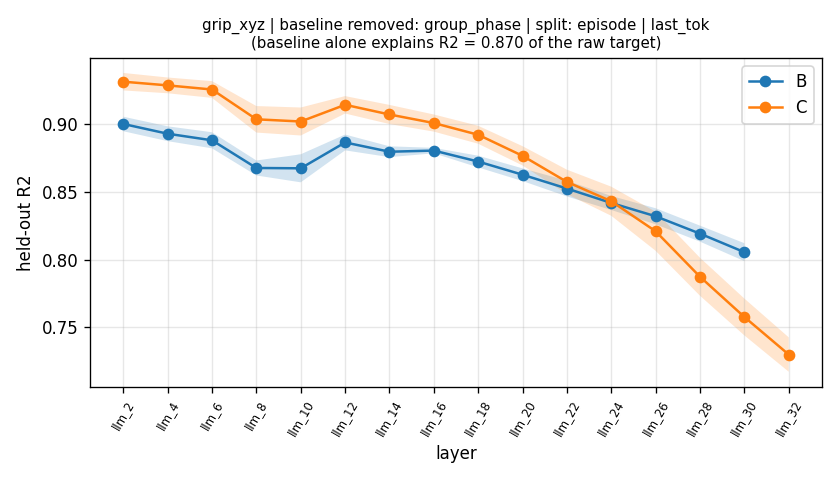 grip_xyz | baseline removed: group_phase | split: episode | last_tok
(baseline alone explains R2 = 0.870 of the raw target)
B
C
held-out R2
0.90
0.85
0.80
0.75
llm_2
llm_4
llm_6
llm_8
llm_10
llm_12
llm_14
llm_16
llm_18
llm_20
llm_22
llm_24
llm_26
llm_28
llm_30
llm_32
layer